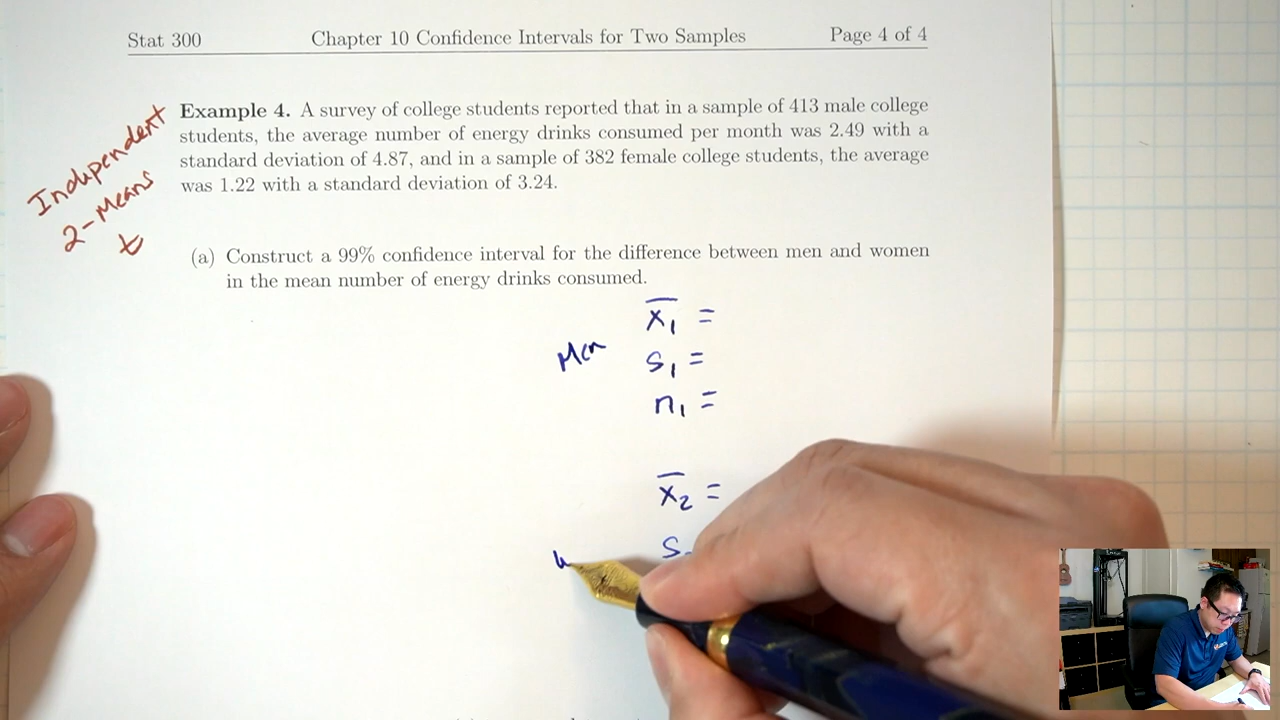 Stat 300 Chapter 10 Confidence Intervals for Two Samples Page 4 of 4
Independent
2-Means
t
Example 4. A survey of college students reported that in a sample of 413 male college
students, the average number of energy drinks consumed per month was 2.49 with a
standard deviation of 4.87, and in a sample of 382 female college students, the average
was 1.22 with a standard deviation of 3.24.
(a) Construct a 99% confidence interval for the difference between men and women
in the mean number of energy drinks consumed.
x̄₁ =
Men s₁ =
n₁ =
x̄₂ =
s